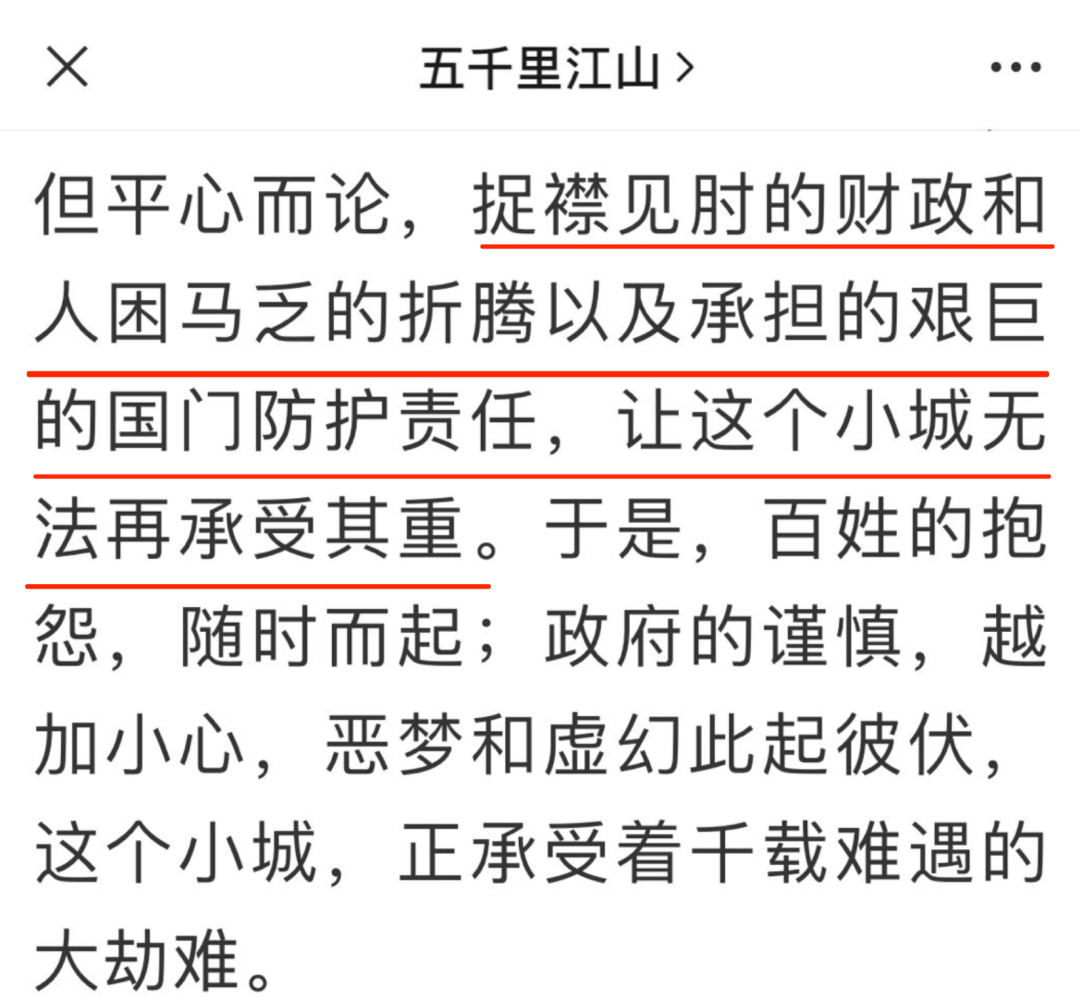 五千里江山
但平心而论，捉襟见肘的财政和
人困马乏的折腾以及承担的艰巨
的国门防护责任，让这个小城无
法再承受其重。于是，百姓的抱
怨，随时而起；政府的谨慎，越
加小心，恶梦和虚幻此起彼伏，
这个小城，正承受着千载难遇的
大劫难。